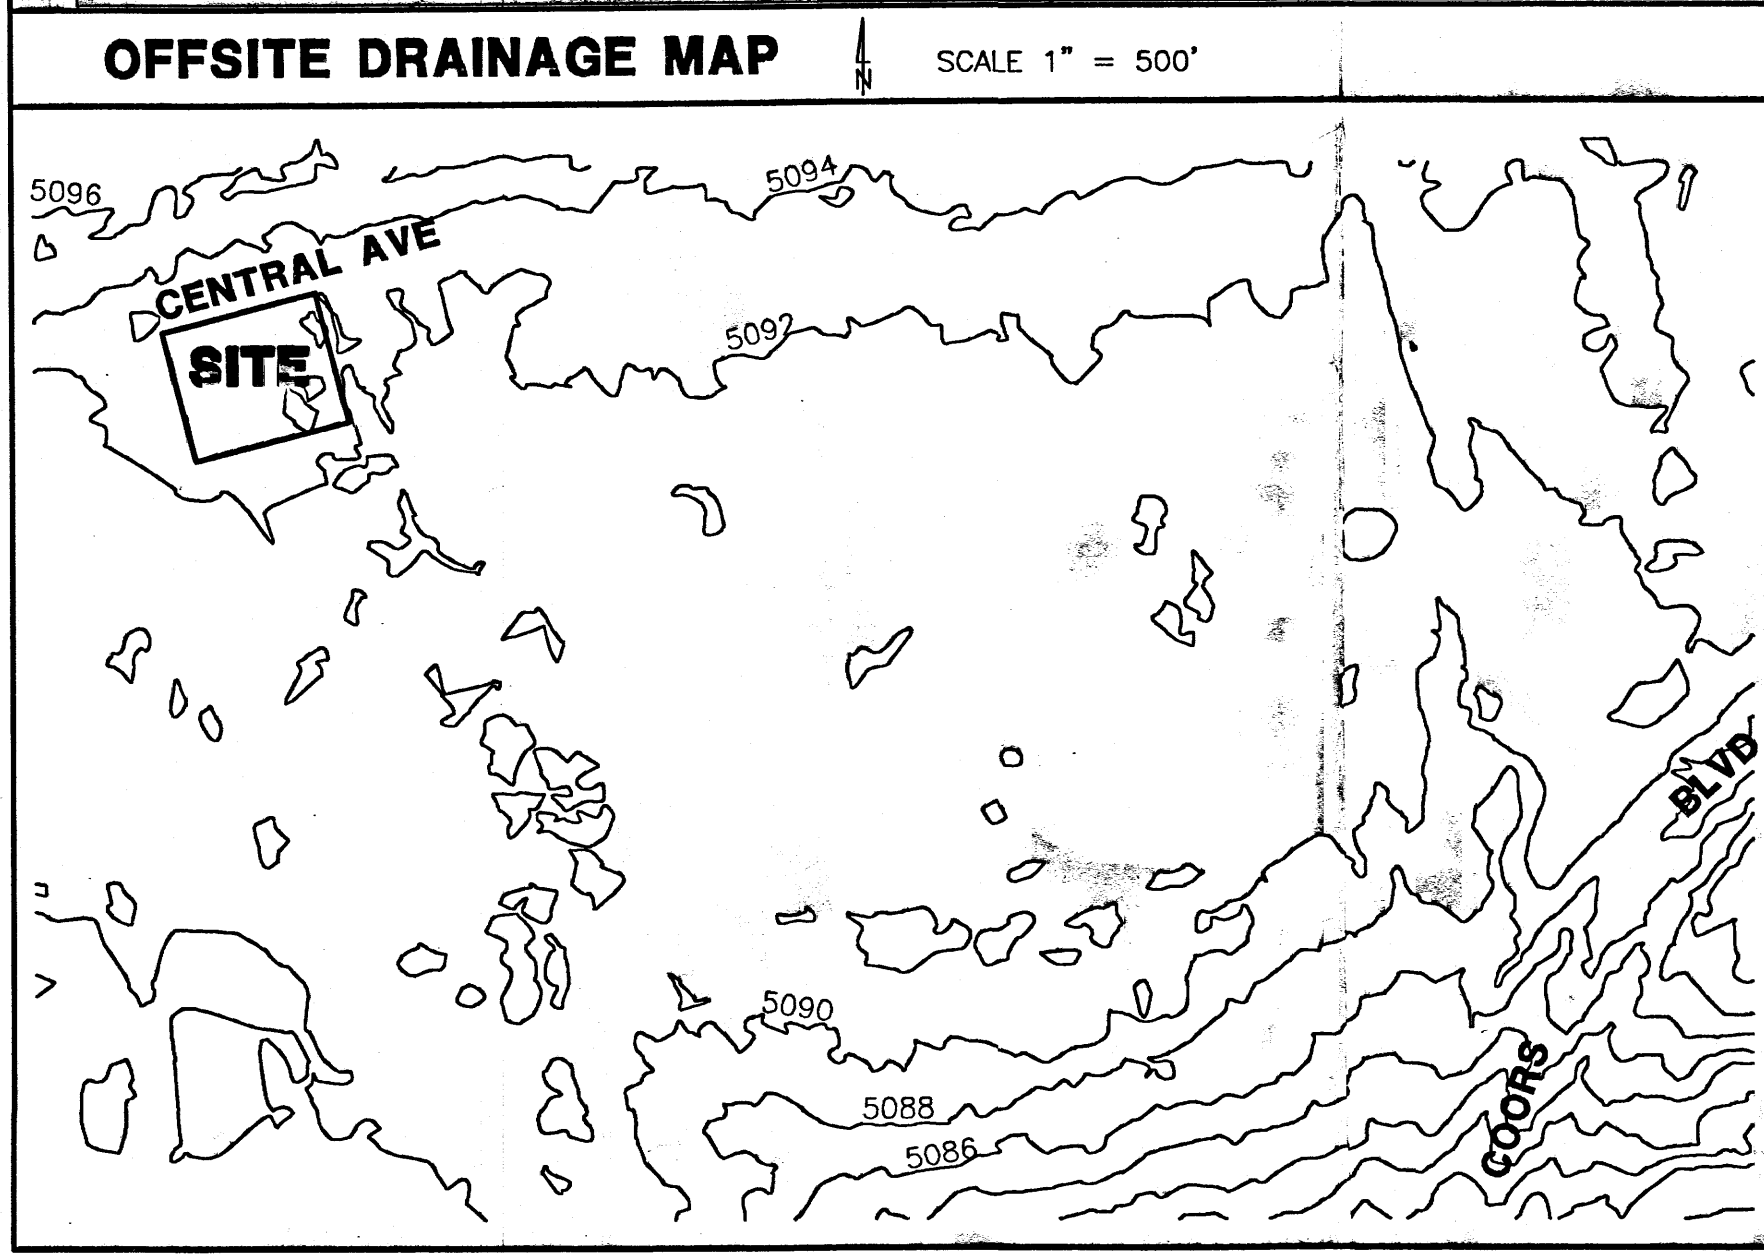 OFFSITE DRAINAGE MAP
N
SCALE 1" = 500'
5096
5094
CENTRAL AVE
5092
SITE
BLVD
5090
COORS
5088
5086